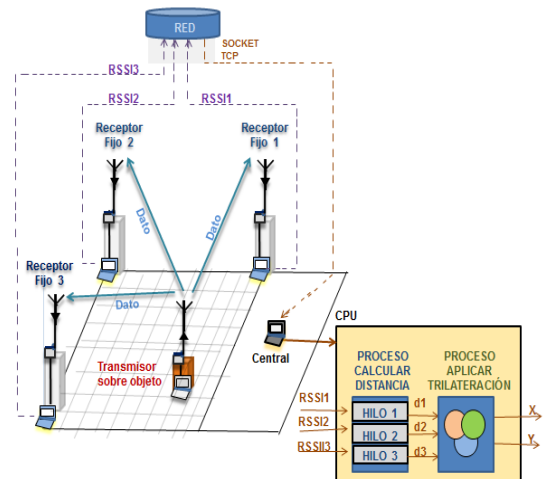 RED
SOCKET
TCP
RSSI3
RSSI2
RSSI1
Receptor
Fijo 2
Receptor
Fijo 1
Dato
Dato
Receptor
Fijo 3
Dato
Transmisor
sobre objeto
Central
CPU
PROCESO
CALCULAR
DISTANCIA
PROCESO
APLICAR
TRILATERACIÓN
RSSI1
HILO 1
d1
X
RSSI2
HILO 2
d2
Y
RSSII3
HILO 3
d3